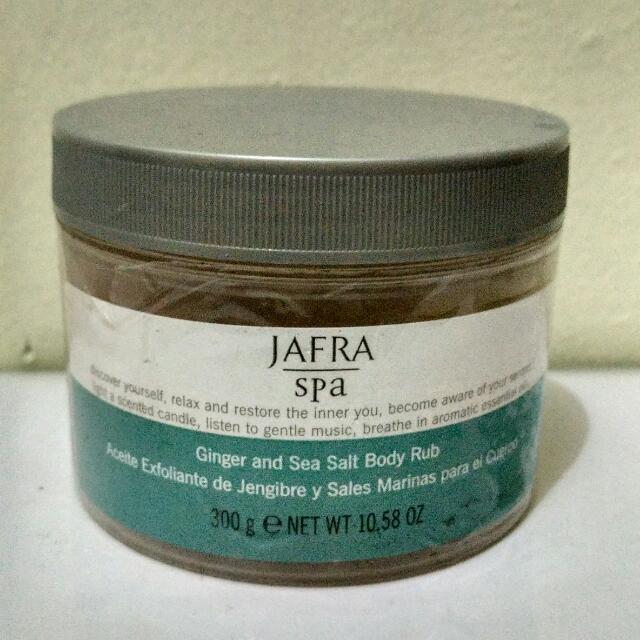 JAFRA
spa
discover yourself, relax and restore the inner you, become aware of your senses
light a scented candle, listen to gentle music, breathe in aromatic essential
Ginger and Sea Salt Body Rub
Aceite Exfoliante de Jengibre y Sales Marinas para el Cuerpo
300 g e NET WT 10.58 OZ